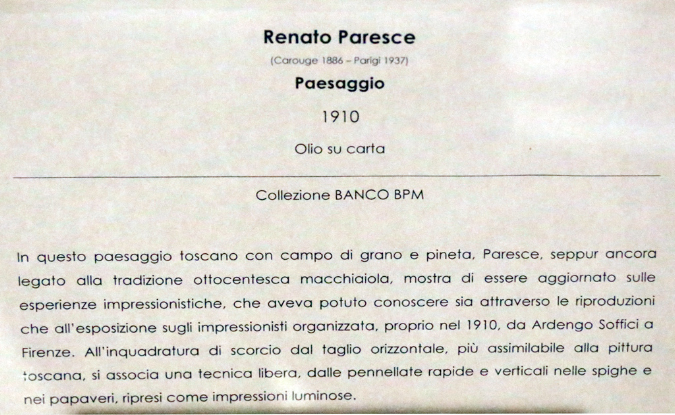 Renato Paresce
(Carouge 1886 – Parigi 1937)
Paesaggio
1910
Olio su carta
Collezione BANCO BPM
In questo paesaggio toscano con campo di grano e pineta, Paresce, seppur ancora
legato alla tradizione ottocentesca macchiaiola, mostra di essere aggiornato sulle
esperienze impressionistiche, che aveva potuto conoscere sia attraverso le riproduzioni
che all'esposizione sugli impressionisti organizzata, proprio nel 1910, da Ardengo Soffici a
Firenze. All'inquadratura di scorcio dal taglio orizzontale, più assimilabile alla pittura
toscana, si associa una tecnica libera, dalle pennellate rapide e verticali nelle spighe e
nei papaveri, ripresi come impressioni luminose.